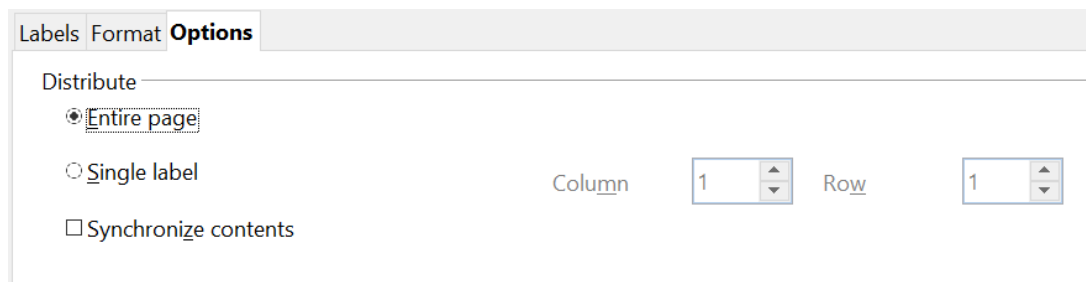 Labels Format Options
Distribute
Entire page
Single label Column 1 Row 1
Synchronize contents